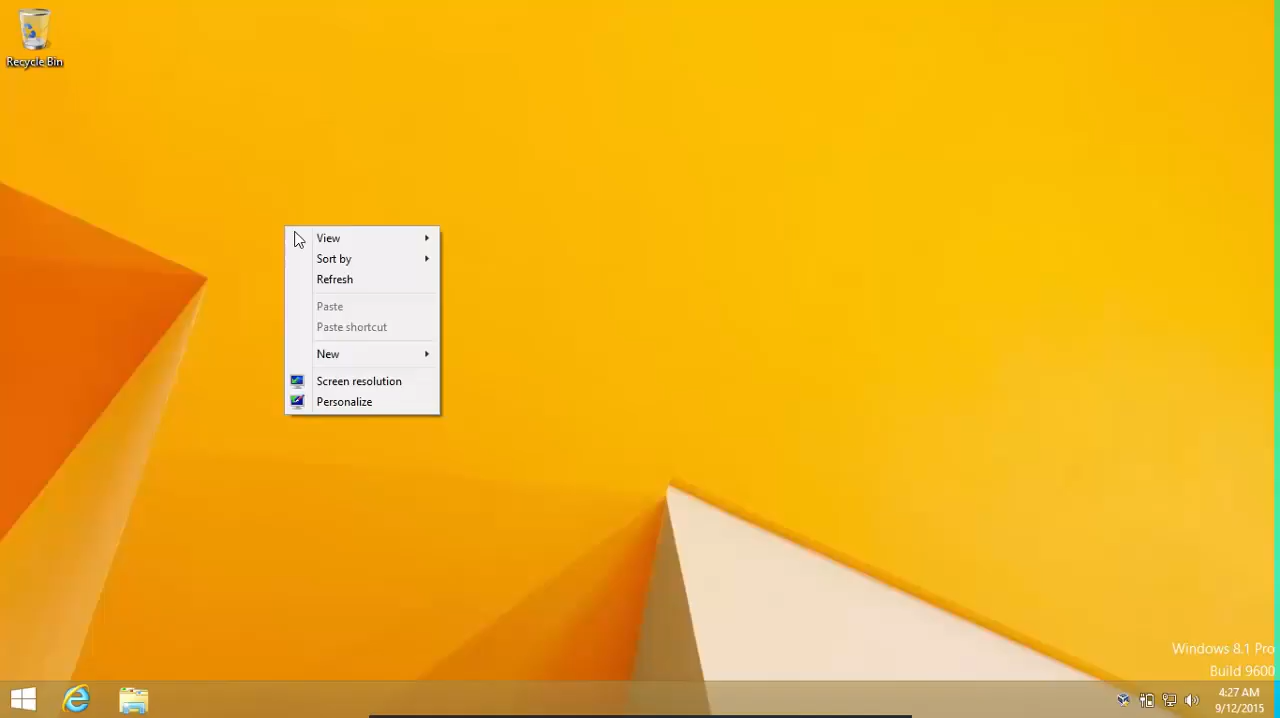 Recycle Bin
View
Sort by
Refresh
Paste
Paste shortcut
New
Screen resolution
Personalize
Windows 8.1 Pro
Build 9600
4:27 AM
9/12/2015